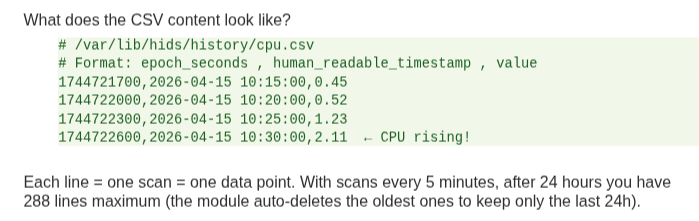 What does the CSV content look like?
# /var/lib/hids/history/cpu.csv
# Format: epoch_seconds , human_readable_timestamp , value
1744721700,2026-04-15 10:15:00,0.45
1744722000,2026-04-15 10:20:00,0.52
1744722300,2026-04-15 10:25:00,1.23
1744722600,2026-04-15 10:30:00,2.11 ← CPU rising!
Each line = one scan = one data point. With scans every 5 minutes, after 24 hours you have
288 lines maximum (the module auto-deletes the oldest ones to keep only the last 24h).